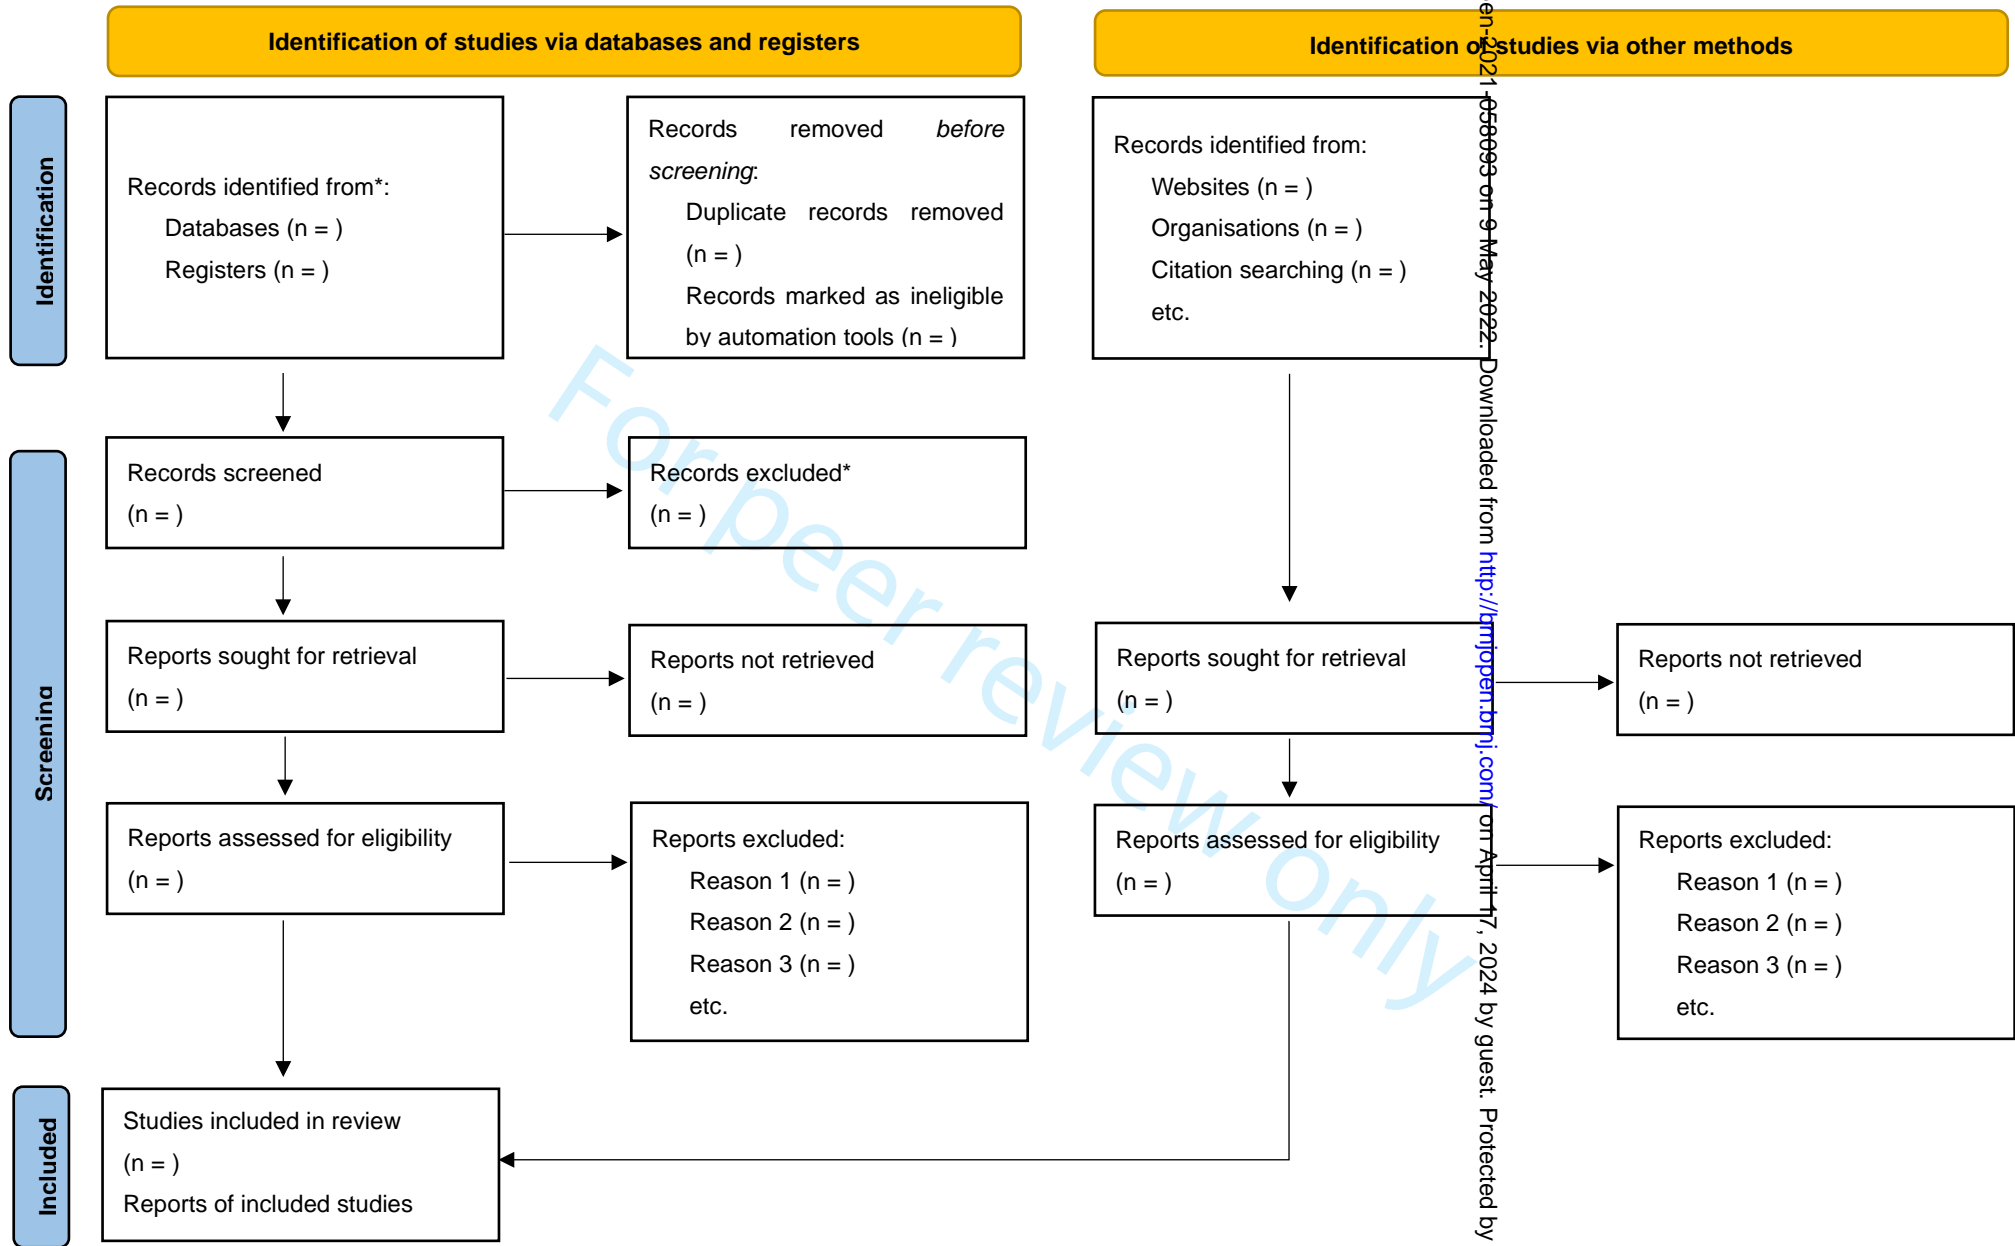 Identification of studies via databases and registers
Identification of studies via other methods
Identification
Records identified from*:
Databases (n = )
Registers (n = )
Records removed before
screening:
Duplicate records removed
(n = )
Records marked as ineligible
by automation tools (n = )
Records identified from:
Websites (n = )
Organisations (n = )
Citation searching (n = )
etc.
Screening
Records screened
(n = )
Records excluded*
(n = )
Reports sought for retrieval
(n = )
Reports not retrieved
(n = )
Reports sought for retrieval
(n = )
Reports not retrieved
(n = )
Reports assessed for eligibility
(n = )
Reports excluded:
Reason 1 (n = )
Reason 2 (n = )
Reason 3 (n = )
etc.
Reports assessed for eligibility
(n = )
Reports excluded:
Reason 1 (n = )
Reason 2 (n = )
Reason 3 (n = )
etc.
Included
Studies included in review
(n = )
Reports of included studies
For peer review only
en-2021-058093 on 9 May 2022. Downloaded from http://bmjopen.bmj.com/ on April 17, 2024 by guest. Protected by